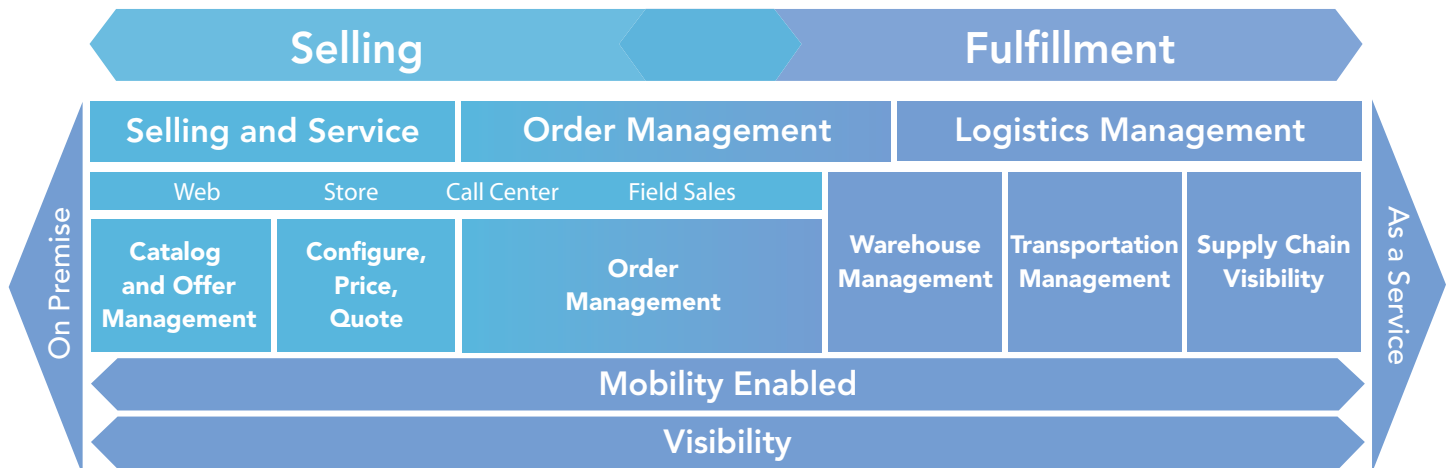 Selling
Fulfillment
Selling and Service
Order Management
Logistics Management
Web
Store
Call Center
Field Sales
On Premise
Catalog
and Offer
Management
Configure,
Price,
Quote
Order
Management
Warehouse
Management
Transportation
Management
Supply Chain
Visibility
As a Service
Mobility Enabled
Visibility